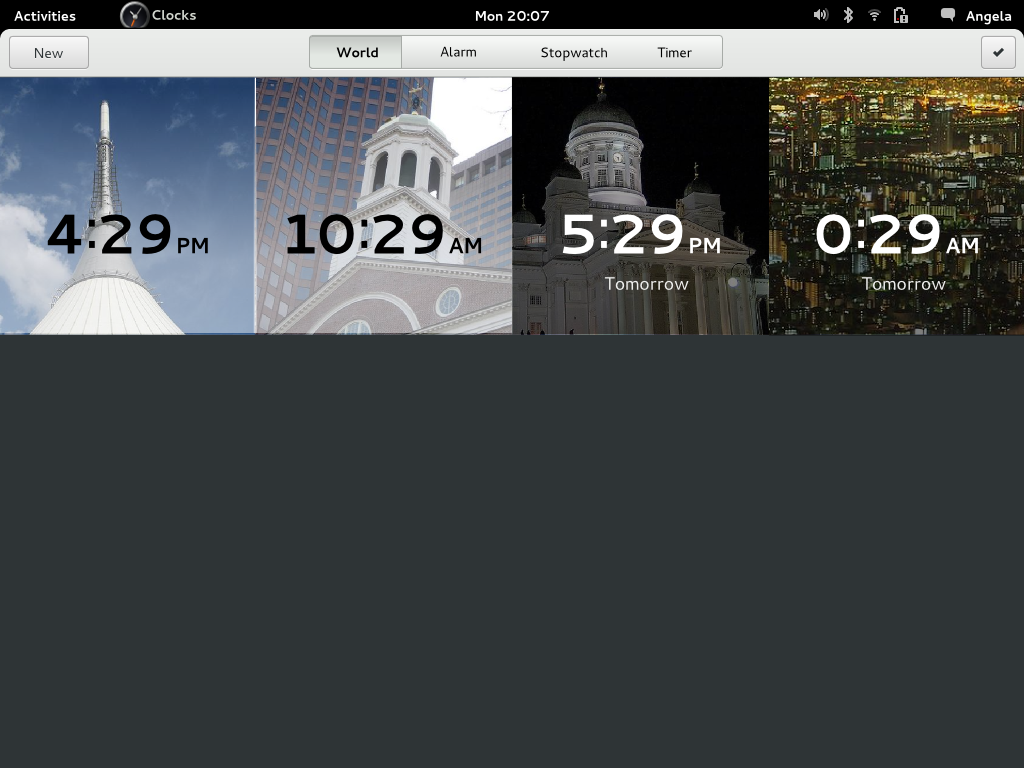 Activities Clocks Mon 20:07 Angela
New World Alarm Stopwatch Timer
4:29 PM 10:29 AM 5:29 PM 0:29 AM
Tomorrow Tomorrow